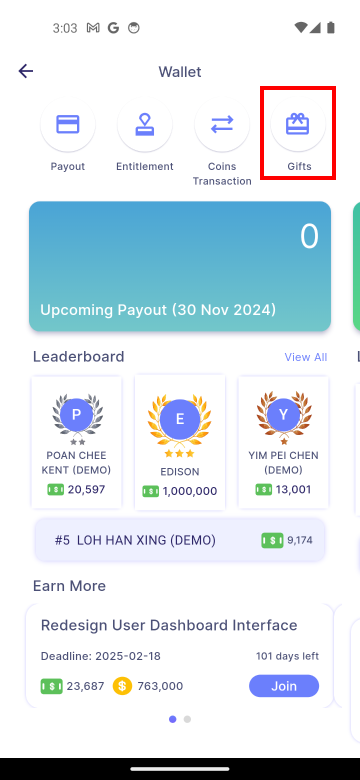 3:03
Wallet
Payout
Entitlement
Coins
Transaction
Gifts
0
Upcoming Payout (30 Nov 2024)
Leaderboard
View All
P
POAN CHEE
KENT (DEMO)
20,597
E
EDISON
1,000,000
Y
YIM PEI CHEN
(DEMO)
13,001
#5 LOH HAN XING (DEMO)
9,174
Earn More
Redesign User Dashboard Interface
Deadline: 2025-02-18
101 days left
23,687
763,000
Join